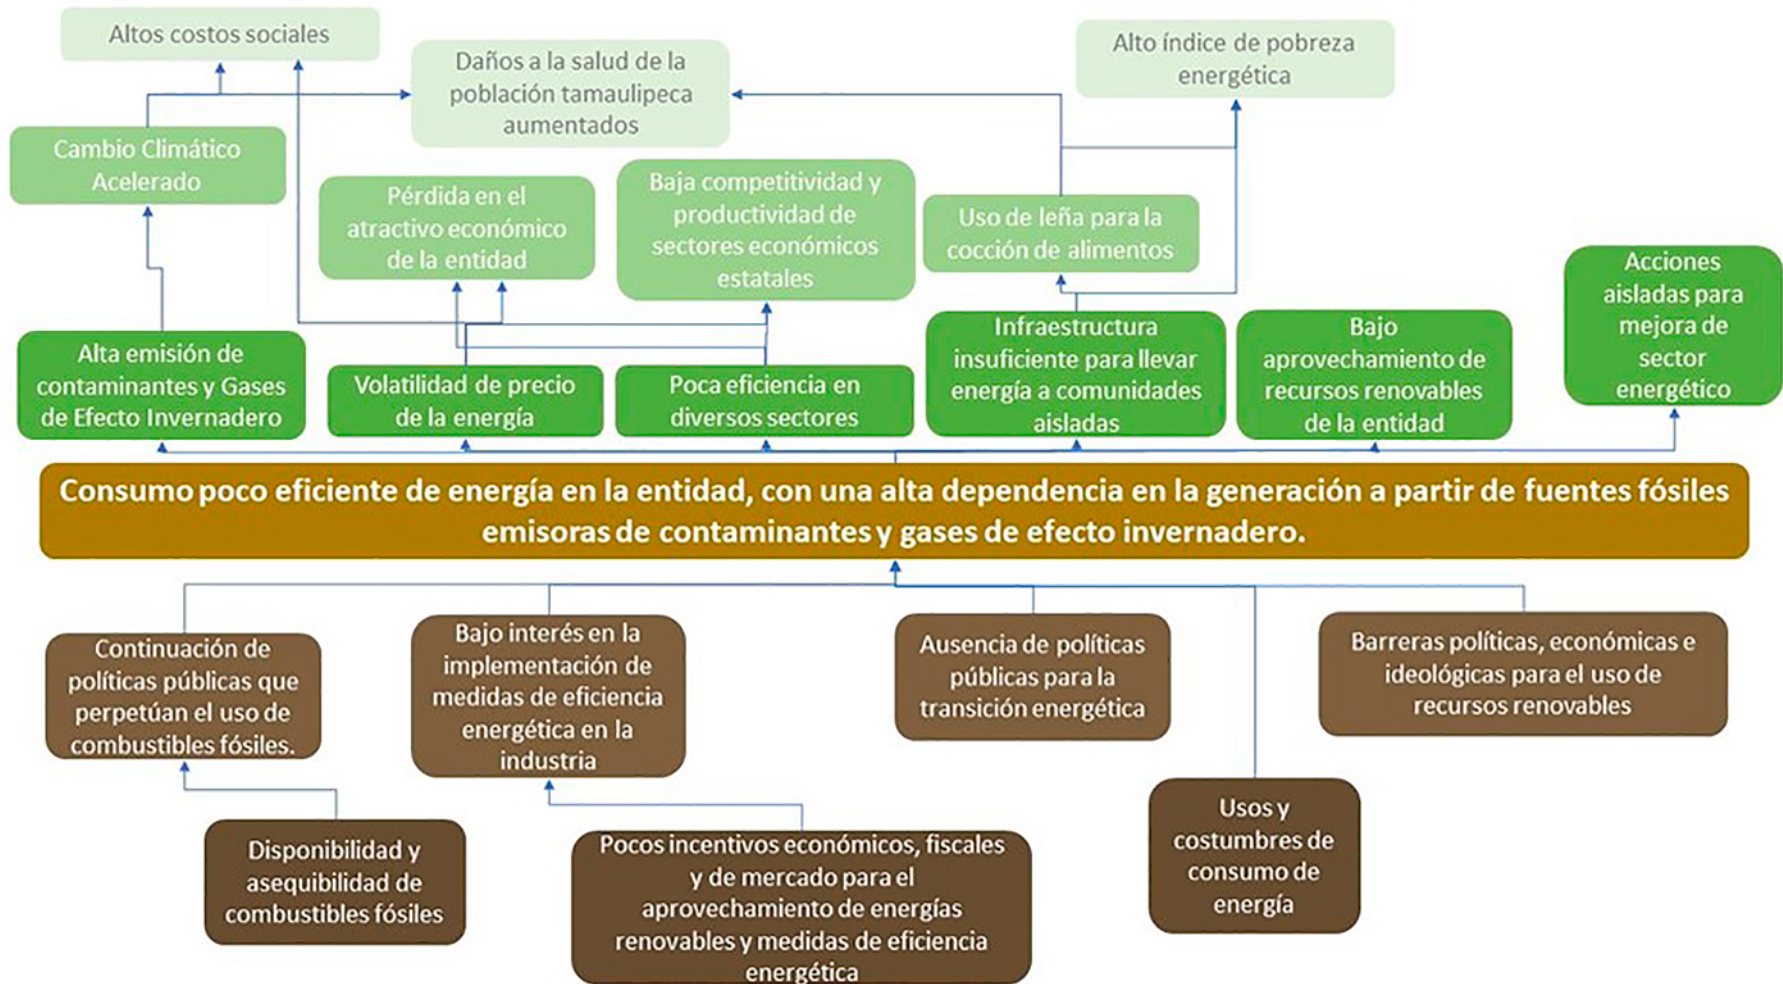 Altos costos sociales
Daños a la salud de la
población tamaulipeca
aumentados
Alto índice de pobreza
energética
Cambio Climático
Acelerado
Pérdida en el
atractivo económico
de la entidad
Baja competitividad y
productividad de
sectores económicos
estatales
Uso de leña para la
cocción de alimentos
Alta emisión de
contaminantes y Gases
de Efecto Invernadero
Volatilidad de precio
de la energía
Poca eficiencia en
diversos sectores
Infraestructura
insuficiente para llevar
energía a comunidades
aisladas
Bajo
aprovechamiento de
recursos renovables
de la entidad
Acciones
aisladas para
mejora de
sector
energético
Consumo poco eficiente de energía en la entidad, con una alta dependencia en la generación a partir de fuentes fósiles
emisoras de contaminantes y gases de efecto invernadero.
Continuación de
políticas públicas que
perpetúan el uso de
combustibles fósiles.
Bajo interés en la
implementación de
medidas de eficiencia
energética en la
industria
Ausencia de políticas
públicas para la
transición energética
Barreras políticas, económicas e
ideológicas para el uso de
recursos renovables
Disponibilidad y
asequibilidad de
combustibles fósiles
Pocos incentivos económicos, fiscales
y de mercado para el
aprovechamiento de energías
renovables y medidas de eficiencia
energética
Usos y
costumbres de
consumo de
energía